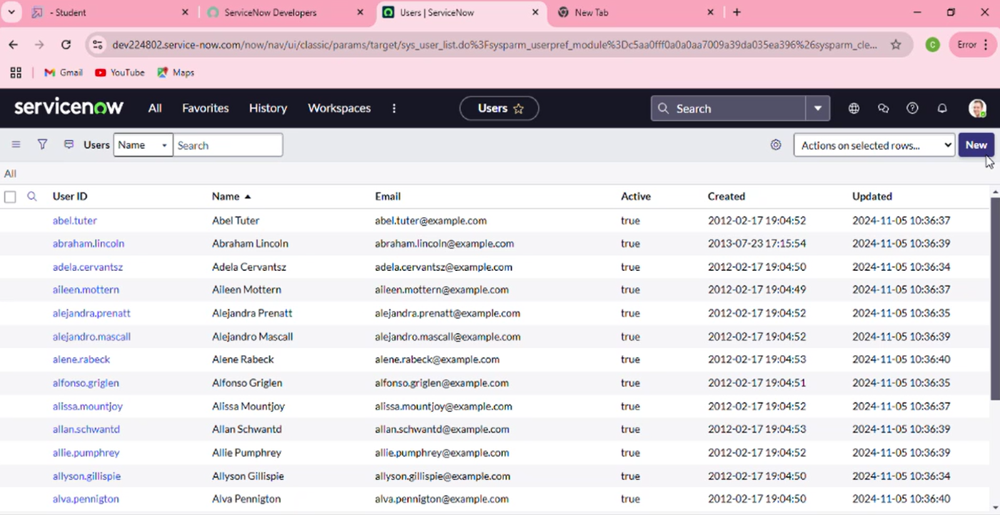 - Student
ServiceNow Developers
Users | ServiceNow
New Tab
dev224802.service-now.com/now/nav/ui/classic/params/target/sys_user_list.do%3Fsysparm_userpref_module%3Dc5aa0fff0a0a0aa7009a39da035ea396%26sysparm_cle...
C
Error
Gmail
YouTube
Maps
servicenow
All
Favorites
History
Workspaces
Users
Search
Users
Name
Search
Actions on selected rows...
New
All
User ID Name Email Active Created Updated
abel.tuter Abel Tuter abel.tuter@example.com true 2012-02-17 19:04:52 2024-11-05 10:36:37
abraham.lincoln Abraham Lincoln abraham.lincoln@example.com true 2013-07-23 17:15:54 2024-11-05 10:36:39
adela.cervantsz Adela Cervantsz adela.cervantsz@example.com true 2012-02-17 19:04:50 2024-11-05 10:36:34
aileen.mottern Aileen Mottern aileen.mottern@example.com true 2012-02-17 19:04:49 2024-11-05 10:36:37
alejandra.prenatt Alejandra Prenatt alejandra.prenatt@example.com true 2012-02-17 19:04:52 2024-11-05 10:36:35
alejandro.mascall Alejandro Mascall alejandro.mascall@example.com true 2012-02-17 19:04:52 2024-11-05 10:36:39
alene.rabeck Alene Rabeck alene.rabeck@example.com true 2012-02-17 19:04:53 2024-11-05 10:36:40
alfonso.griglen Alfonso Griglen alfonso.griglen@example.com true 2012-02-17 19:04:51 2024-11-05 10:36:35
alissa.mountjoy Alissa Mountjoy alissa.mountjoy@example.com true 2012-02-17 19:04:52 2024-11-05 10:36:37
allan.schwantd Allan Schwantd allan.schwantd@example.com true 2012-02-17 19:04:53 2024-11-05 10:36:39
allie.pumphrey Allie Pumphrey allie.pumphrey@example.com true 2012-02-17 19:04:52 2024-11-05 10:36:39
allyson.gillispie Allyson Gillispie allyson.gillispie@example.com true 2012-02-17 19:04:50 2024-11-05 10:36:34
alva.pennigton Alva Pennigton alva.pennigton@example.com true 2012-02-17 19:04:50 2024-11-05 10:36:40